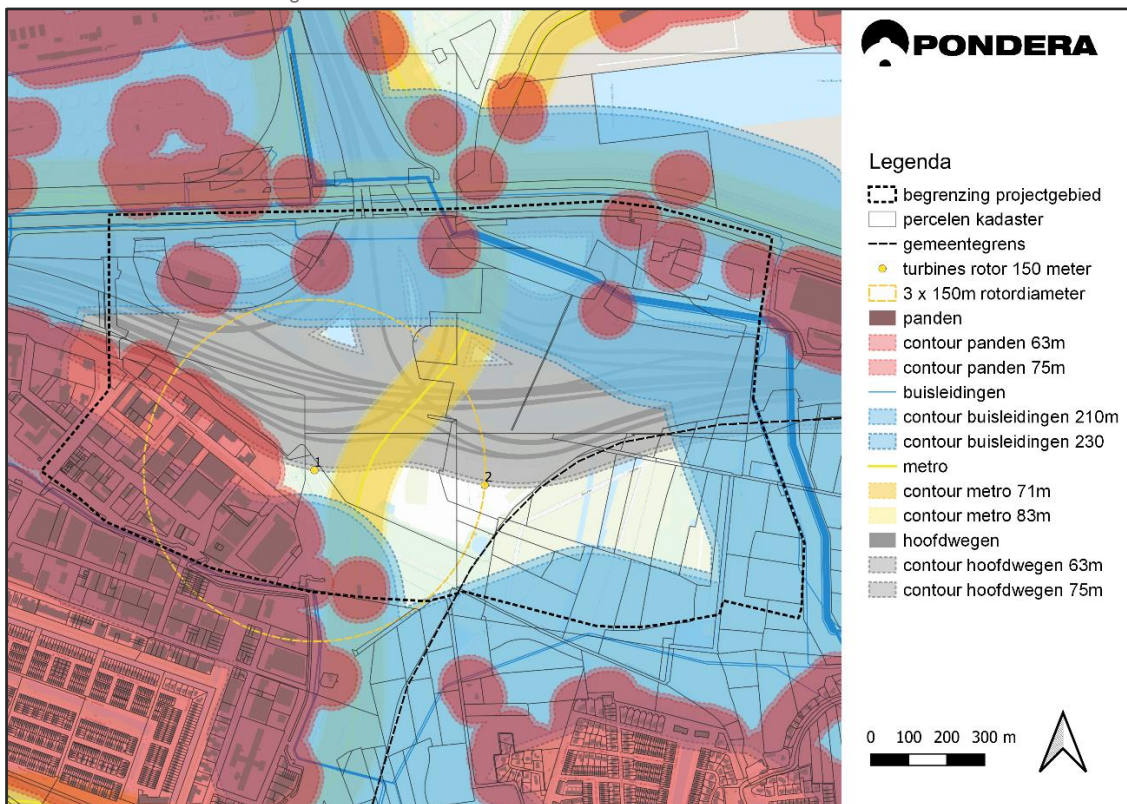 PONDERA
Legenda
begrenzing projectgebied
percelen kadaster
gemeentegrens
turbines rotor 150 meter
3 x 150m rotordiameter
panden
contour panden 63m
contour panden 75m
buisleidingen
contour buisleidingen 210m
contour buisleidingen 230
metro
contour metro 71m
contour metro 83m
hoofdwegen
contour hoofdwegen 63m
contour hoofdwegen 75m
1
2
0 100 200 300 m